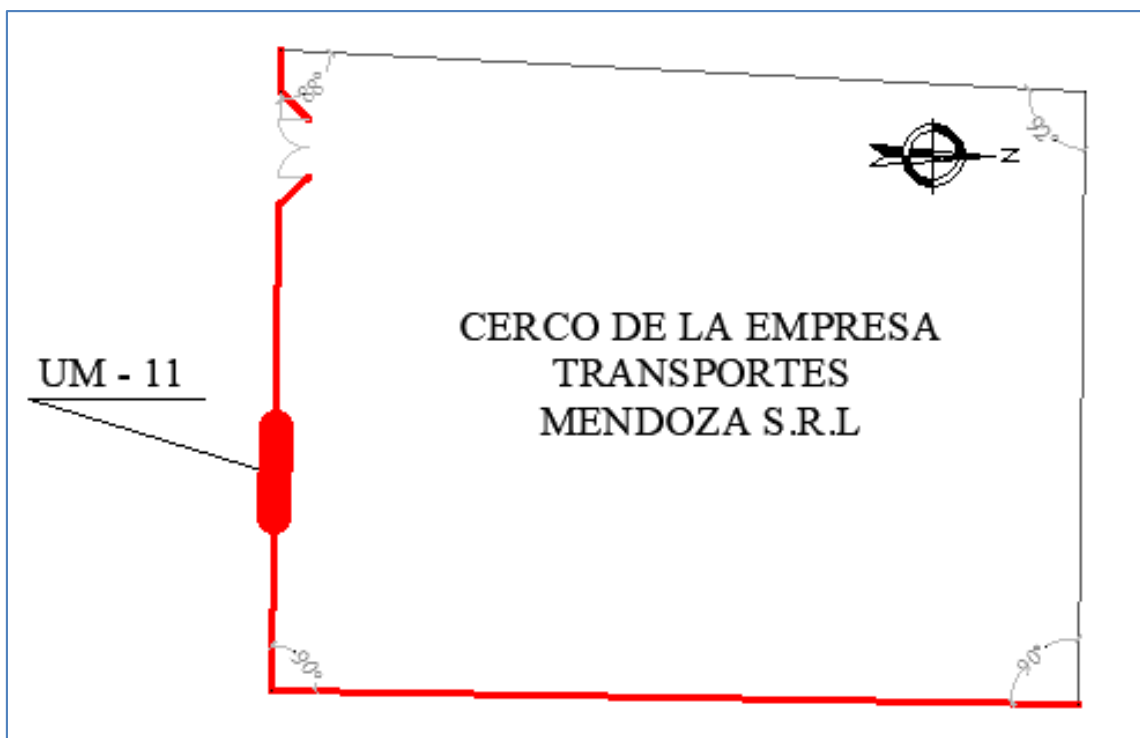 88°
92°
N
UM - 11
CERCO DE LA EMPRESA
TRANSPORTES
MENDOZA S.R.L
90°
90°